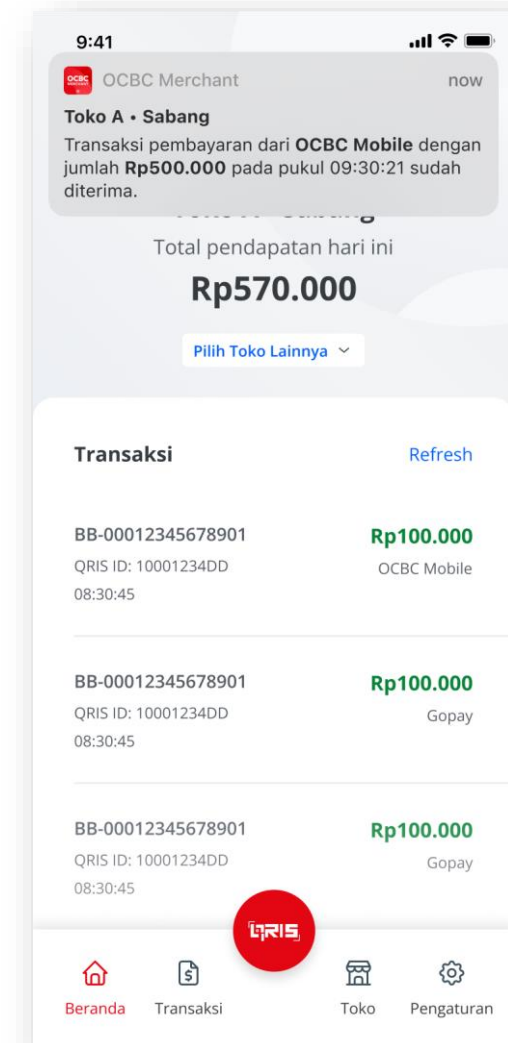 9:41
OCBC Merchant now
Toko A • Sabang
Transaksi pembayaran dari OCBC Mobile dengan
jumlah Rp500.000 pada pukul 09:30:21 sudah
diterima.
Total pendapatan hari ini
Rp570.000
Pilih Toko Lainnya
Transaksi Refresh
BB-00012345678901 Rp100.000
QRIS ID: 10001234DD OCBC Mobile
08:30:45
BB-00012345678901 Rp100.000
QRIS ID: 10001234DD Gopay
08:30:45
BB-00012345678901 Rp100.000
QRIS ID: 10001234DD Gopay
08:30:45
QRIS
Beranda Transaksi Toko Pengaturan